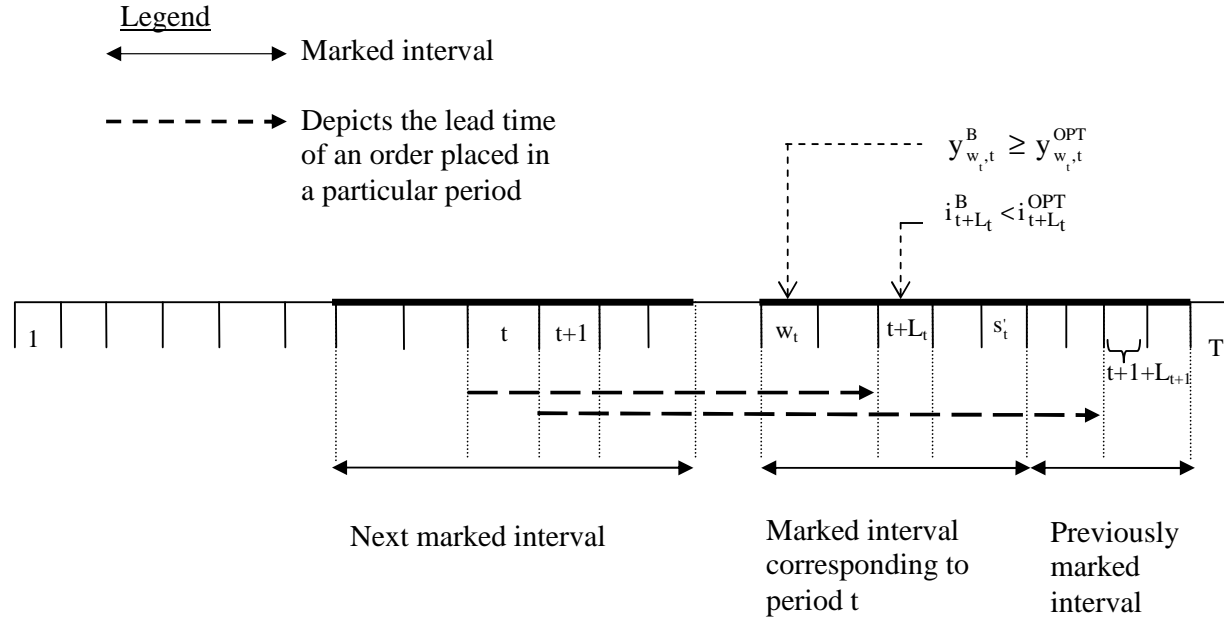 Legend
Marked interval
Depicts the lead time
of an order placed in
a particular period
y^B_{w_t,t} ≥ y^OPT_{w_t,t}
i^B_{t+L_t} < i^OPT_{t+L_t}
1 t t+1 w_t t+L_t s'_t T
t+1+L_{t+1}
Next marked interval
Marked interval
corresponding to
period t
Previously
marked
interval